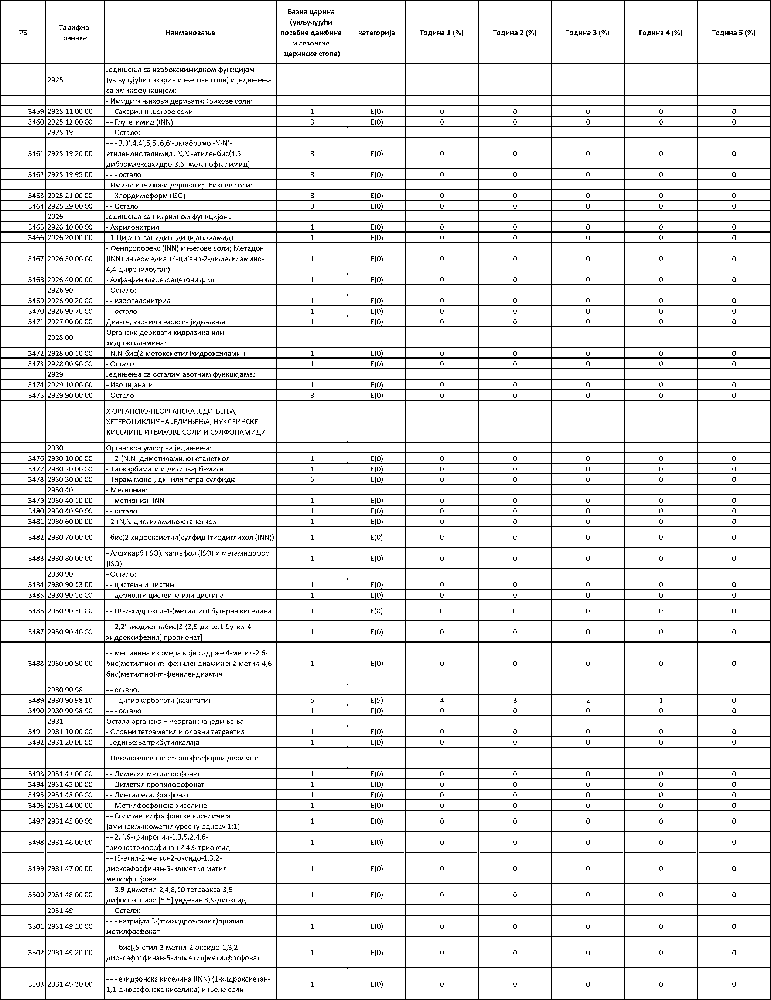 РБ Тарифна ознака Наименовање Базна царина (укључујући посебне дажбине и сезонске царинске стопе) категорија Година 1 (%) Година 2 (%) Година 3 (%) Година 4 (%) Година 5 (%)
2925 Једињења са карбоксиимидном функцијом
(укључујући сахарин и његове соли) и једињења
са иминофункцијом:
- Имиди и њихови деривати; Њихове соли:
3459 2925 11 00 00 - - Сахарин и његове соли 1 E(0) 0 0 0 0 0
3460 2925 12 00 00 - - Глутетимид (INN) 3 E(0) 0 0 0 0 0
2925 19 - - Остало:
- - - 3,3',4,4',5,5',6,6'-октабромо -N-N'-
3461 2925 19 20 00 етилендифталимид; N,N'-етиленбис(4,5 3 E(0) 0 0 0 0 0
дибромхексахидро-3,6- метанофталимид)
3462 2925 19 95 00 - - - остало 3 E(0) 0 0 0 0 0
- Имини и њихови деривати; Њихове соли:
3463 2925 21 00 00 - - Хлордимеформ (ISO) 3 E(0) 0 0 0 0 0
3464 2925 29 00 00 - - Остало 3 E(0) 0 0 0 0 0
2926 Једињења са нитрилном функцијом:
3465 2926 10 00 00 - Акрилонитрил 1 E(0) 0 0 0 0 0
3466 2926 20 00 00 - 1-Цијаногванидин (дицијандиамид) 1 E(0) 0 0 0 0 0
- Фенпропорекс (INN) и његове соли; Метадон
3467 2926 30 00 00 (INN) интермедиат(4-цијано-2-диметиламино- 1 E(0) 0 0 0 0 0
4,4-дифенилбутан)
3468 2926 40 00 00 - Алфа-фенилацетоацетонитрил 1 E(0) 0 0 0 0 0
2926 90 - Остало:
3469 2926 90 20 00 - - изофталонитрил 1 E(0) 0 0 0 0 0
3470 2926 90 70 00 - - остало 1 E(0) 0 0 0 0 0
3471 2927 00 00 00 Диазо-, азо- или азокси- једињења 1 E(0) 0 0 0 0 0
2928 00 Органски деривати хидразина или
хидроксиламина:
3472 2928 00 10 00 - N,N-бис(2-метоксиетил)хидроксиламин 1 E(0) 0 0 0 0 0
3473 2928 00 90 00 - Остало 1 E(0) 0 0 0 0 0
2929 Једињења са осталим азотним функцијама:
3474 2929 10 00 00 - Изоцијанати 1 E(0) 0 0 0 0 0
3475 2929 90 00 00 - Остало 3 E(0) 0 0 0 0 0
X ОРГАНСКО-НЕОРГАНСКА ЈЕДИЊЕЊА,
ХЕТЕРОЦИКЛИЧНА ЈЕДИЊЕЊА, НУКЛЕИНСКЕ
КИСЕЛИНЕ И ЊИХОВЕ СОЛИ И СУЛФОНАМИДИ
2930 Органско-сумпорна једињења:
3476 2930 10 00 00 - - 2-(N,N- диметиламино) етанетиол 1 E(0) 0 0 0 0 0
3477 2930 20 00 00 - Тиокарбамати и дитиокарбамати 1 E(0) 0 0 0 0 0
3478 2930 30 00 00 - Тирам моно-, ди- или тетра-сулфиди 5 E(0) 0 0 0 0 0
2930 40 - Метионин:
3479 2930 40 10 00 - - метионин (INN) 1 E(0) 0 0 0 0 0
3480 2930 40 90 00 - - остало 1 E(0) 0 0 0 0 0
3481 2930 60 00 00 - 2-(N,N-диетиламино)етанетиол 1 E(0) 0 0 0 0 0
3482 2930 70 00 00 - бис(2-хидроксиетил)сулфид (тиодигликол (INN)) 1 E(0) 0 0 0 0 0
3483 2930 80 00 00 - Алдикарб (ISO), каптафол (ISO) и метамидофос 1 E(0) 0 0 0 0 0
(ISO)
2930 90 - Остало:
3484 2930 90 13 00 - - цистеин и цистин 1 E(0) 0 0 0 0 0
3485 2930 90 16 00 - - деривати цистеина или цистина 1 E(0) 0 0 0 0 0
3486 2930 90 30 00 - - DL-2-хидрокси-4-(метилтио) бутерна киселина 1 E(0) 0 0 0 0 0
3487 2930 90 40 00 - - 2,2'-тиодиетилбис[3-(3,5-ди-tert-бутил-4- 1 E(0) 0 0 0 0 0
хидроксифенил) пропионат]
- - мешавина изомера који садрже 4-метил-2,6-
3488 2930 90 50 00 бис(метилтио)-m- фенилендиамин и 2-метил-4,6- 1 E(0) 0 0 0 0 0
бис(метилтио)-m-фенилендиамин
2930 90 98 - - остало:
3489 2930 90 98 10 - - - дитиокарбонати (ксантати) 5 E(5) 4 3 2 1 0
3490 2930 90 98 90 - - - остало 1 E(0) 0 0 0 0 0
2931 Остала органско – неорганска једињења
3491 2931 10 00 00 - Оловни тетраметил и оловни тетраетил 1 E(0) 0 0 0 0 0
3492 2931 20 00 00 - Једињења трибутилкалаја 1 E(0) 0 0 0 0 0
- Нехалогеновани органофосфорни деривати:
3493 2931 41 00 00 - - Диметил метилфосфонат 1 E(0) 0 0 0 0 0
3494 2931 42 00 00 - - Диметил пропилфосфонат 1 E(0) 0 0 0 0 0
3495 2931 43 00 00 - - Диетил етилфосфонат 1 E(0) 0 0 0 0 0
3496 2931 44 00 00 - - Метилфосфонска киселина 1 E(0) 0 0 0 0 0
3497 2931 45 00 00 - - Соли метилфосфонске киселине и 1 E(0) 0 0 0 0 0
(аминоиминометил)урее (у односу 1:1)
3498 2931 46 00 00 - - 2,4,6-трипропил-1,3,5,2,4,6- 1 E(0) 0 0 0 0 0
триоксатрифосфинан 2,4,6-триоксид
- - (5-етил-2-метил-2-оксидо-1,3,2-
3499 2931 47 00 00 диоксафосфинан-5-ил)метил метил 1 E(0) 0 0 0 0 0
метилфосфонат
3500 2931 48 00 00 - - 3,9-диметил-2,4,8,10-тетраокса-3,9- 1 E(0) 0 0 0 0 0
дифосфаспиро [5.5] ундекан 3,9-диоксид
2931 49 - - Остали:
3501 2931 49 10 00 - - - натријум 3-(трихидроксилил)пропил 1 E(0) 0 0 0 0 0
метилфосфонат
3502 2931 49 20 00 - - - бис[(5-етил-2-метил-2-оксидо-1,3,2- 1 E(0) 0 0 0 0 0
диоксафосфинан-5-ил)метил]метилфосфонат
3503 2931 49 30 00 - - - етидронска киселина (INN) (1-хидроксиетан- 1 E(0) 0 0 0 0 0
1,1-дифосфонска киселина) и њене соли